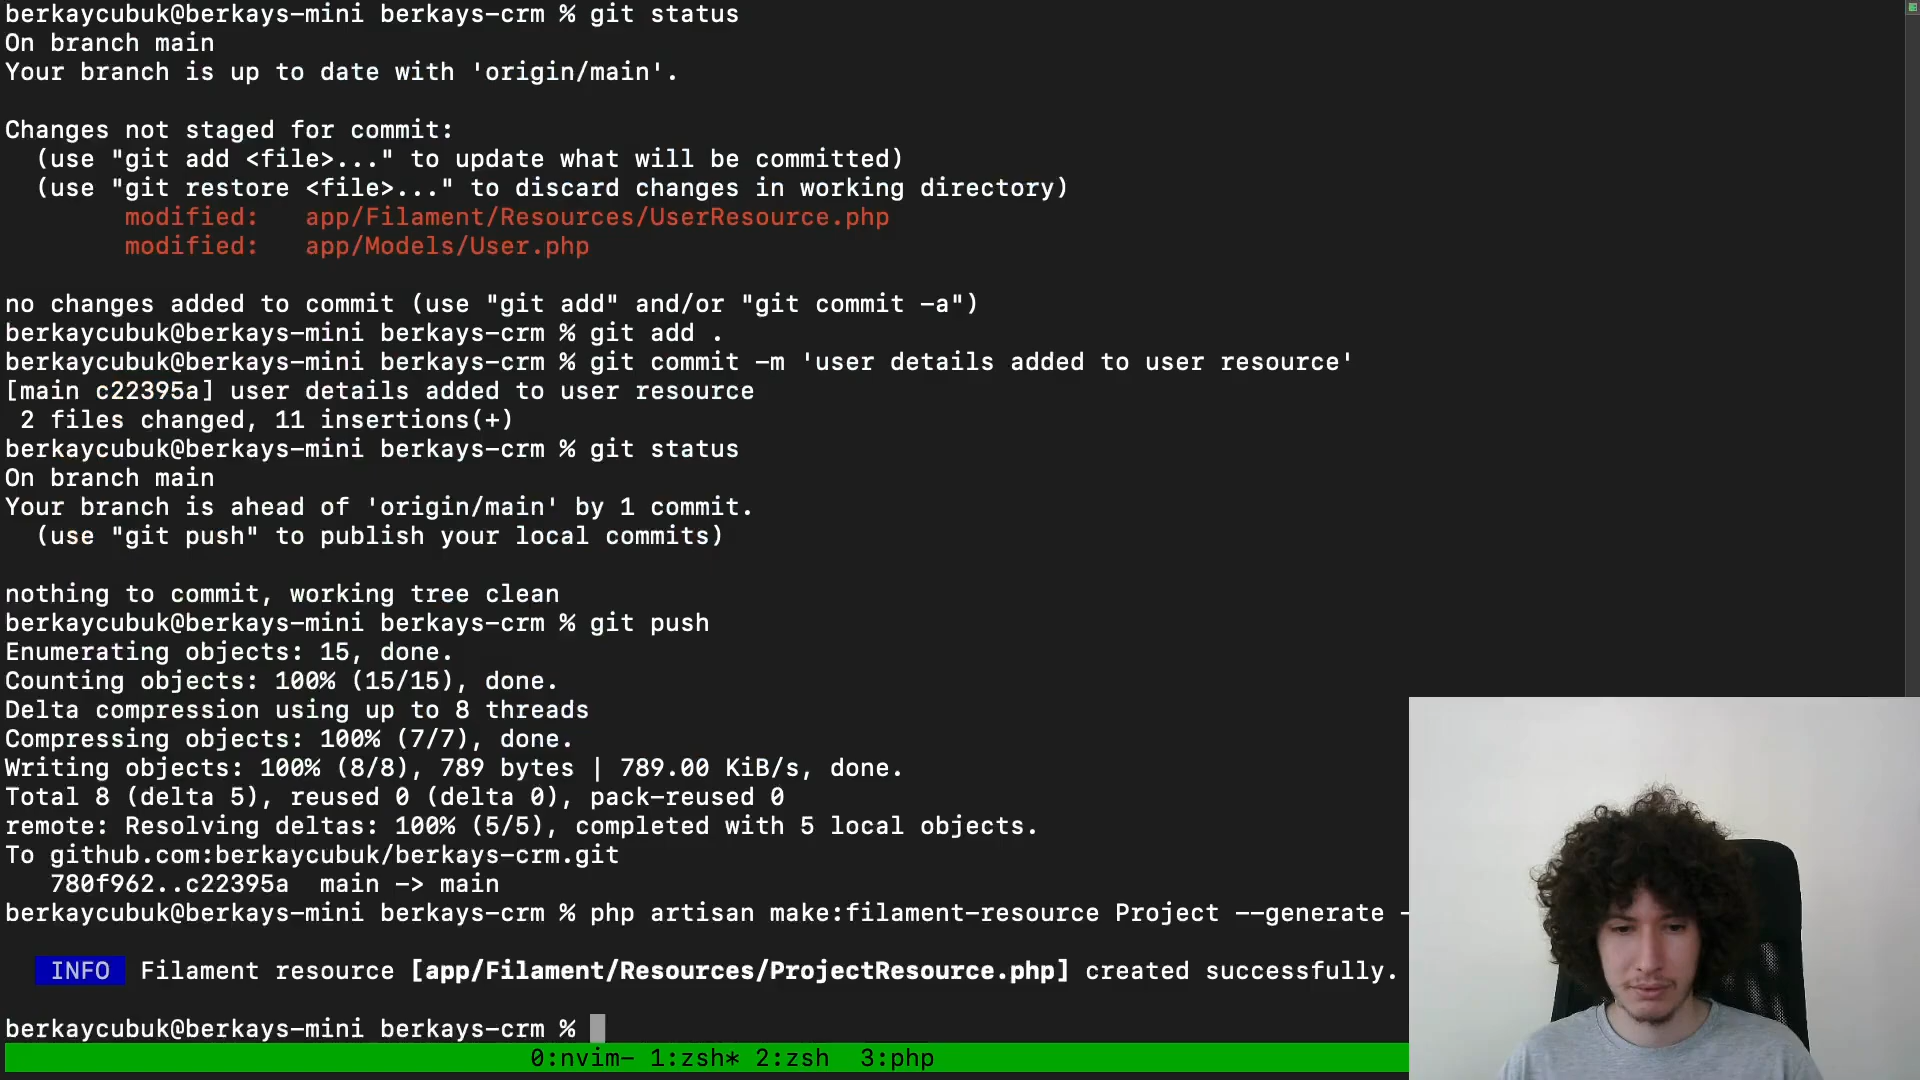 berkaycubuk@berkays-mini berkays-crm % git status
On branch main
Your branch is up to date with 'origin/main'.
Changes not staged for commit:
  (use "git add <file>..." to update what will be committed)
  (use "git restore <file>..." to discard changes in working directory)
        modified:   app/Filament/Resources/UserResource.php
        modified:   app/Models/User.php
no changes added to commit (use "git add" and/or "git commit -a")
berkaycubuk@berkays-mini berkays-crm % git add .
berkaycubuk@berkays-mini berkays-crm % git commit -m 'user details added to user resource'
[main c22395a] user details added to user resource
 2 files changed, 11 insertions(+)
berkaycubuk@berkays-mini berkays-crm % git status
On branch main
Your branch is ahead of 'origin/main' by 1 commit.
  (use "git push" to publish your local commits)
nothing to commit, working tree clean
berkaycubuk@berkays-mini berkays-crm % git push
Enumerating objects: 15, done.
Counting objects: 100% (15/15), done.
Delta compression using up to 8 threads
Compressing objects: 100% (7/7), done.
Writing objects: 100% (8/8), 789 bytes | 789.00 KiB/s, done.
Total 8 (delta 5), reused 0 (delta 0), pack-reused 0
remote: Resolving deltas: 100% (5/5), completed with 5 local objects.
To github.com:berkaycubuk/berkays-crm.git
   780f962..c22395a  main -> main
berkaycubuk@berkays-mini berkays-crm % php artisan make:filament-resource Project --generate -
INFO  Filament resource [app/Filament/Resources/ProjectResource.php] created successfully.
berkaycubuk@berkays-mini berkays-crm %
0:nvim- 1:zsh* 2:zsh  3:php